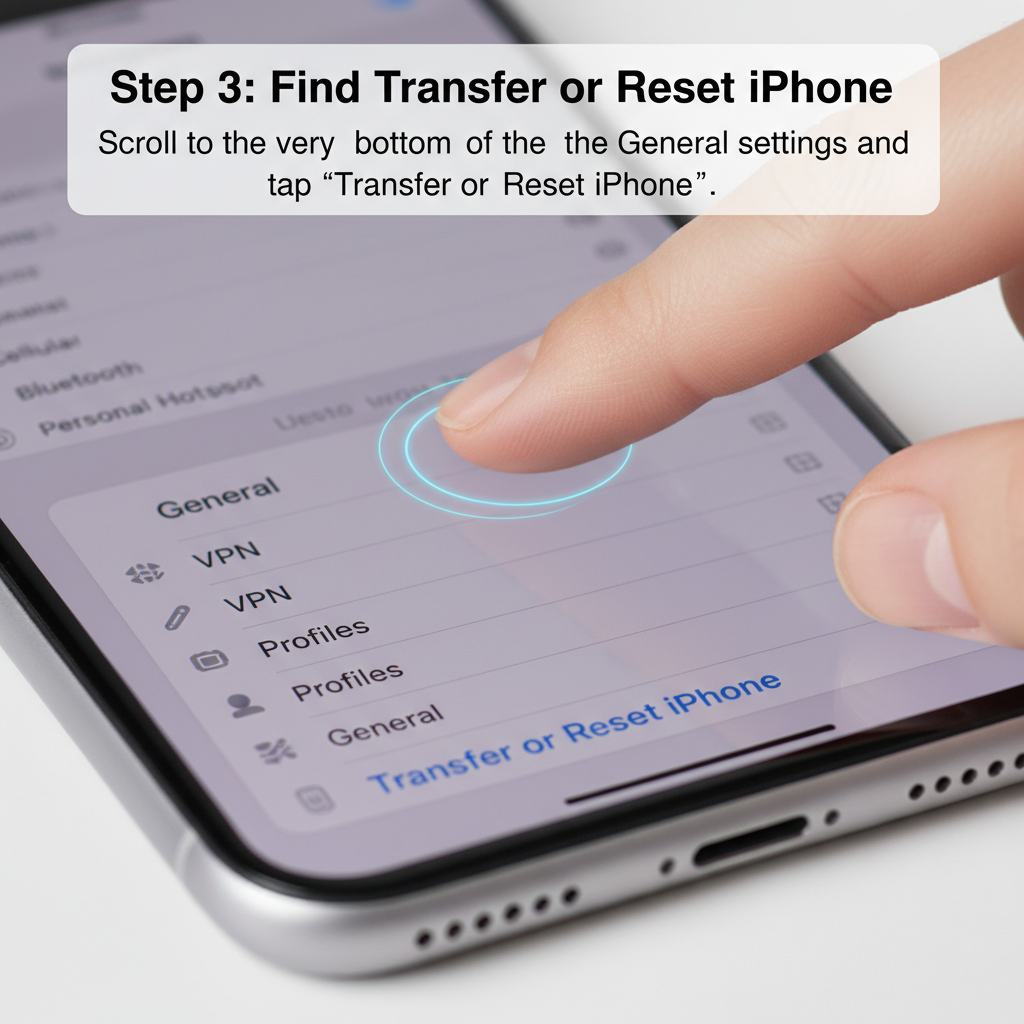 Step 3: Find Transfer or Reset iPhone
Scroll to the very bottom of the the General settings and
tap “Transfer or Reset iPhone”.
Cellular
Bluetooth
Personal Hotspot
General
VPN
VPN
Profiles
Profiles
General
Transfer or Reset iPhone